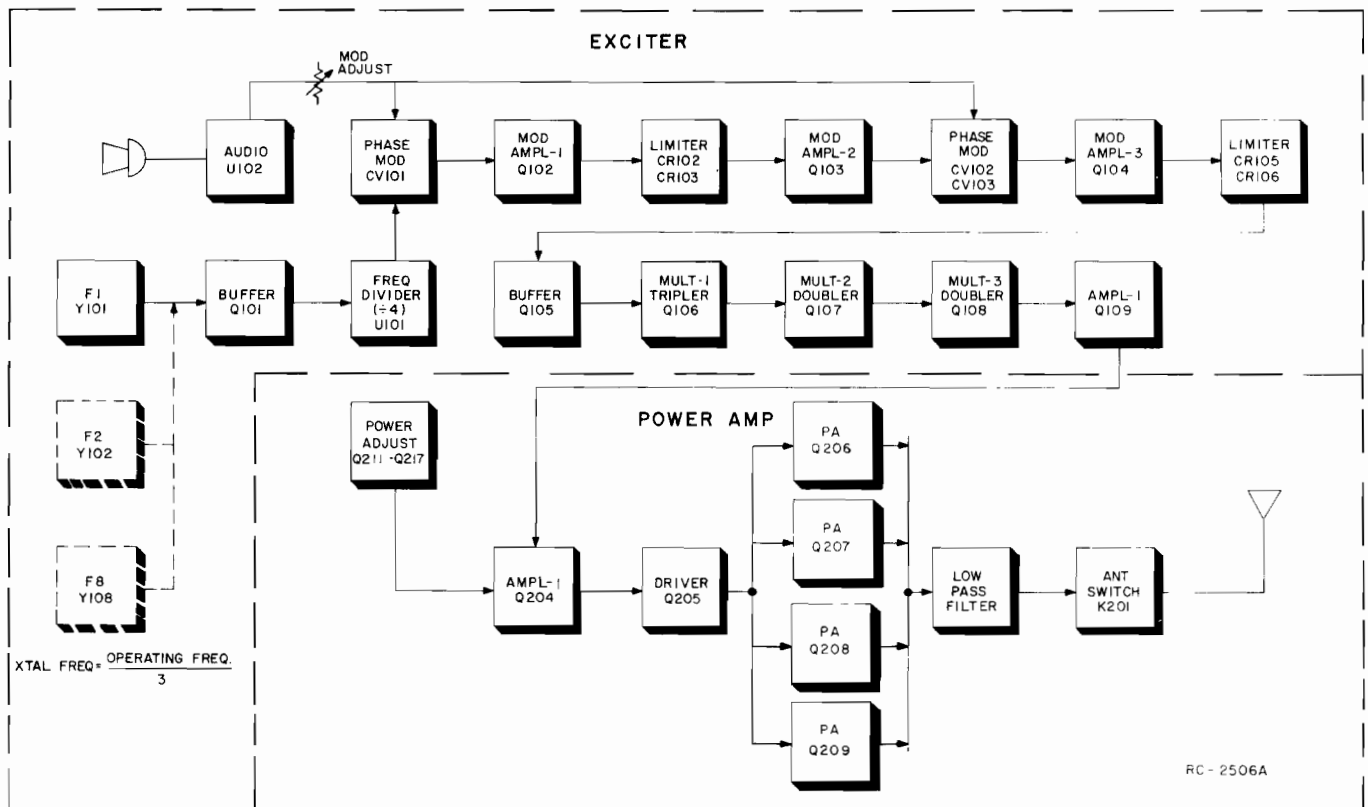 EXCITER
MOD
ADJUST
AUDIO
U102
PHASE
MOD
CV101
MOD
AMPL-1
Q102
LIMITER
CR102
CR103
MOD
AMPL-2
Q103
PHASE
MOD
CV102
CV103
MOD
AMPL-3
Q104
LIMITER
CR105
CR106
F1
Y101
BUFFER
Q101
FREQ
DIVIDER
(÷4)
U101
BUFFER
Q105
MULT-1
TRIPLER
Q106
MULT-2
DOUBLER
Q107
MULT-3
DOUBLER
Q108
AMPL-1
Q109
F2
Y102
F8
Y108
XTAL FREQ= OPERATING FREQ.
3
POWER AMP
POWER
ADJUST
Q211-Q217
AMPL-1
Q204
DRIVER
Q205
PA
Q206
PA
Q207
PA
Q208
PA
Q209
LOW
PASS
FILTER
ANT
SWITCH
K201
RC-2506A